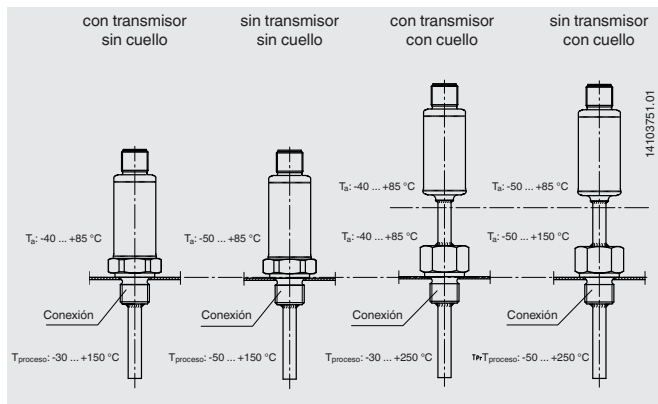 con transmisor
sin cuello
sin transmisor
sin cuello
con transmisor
con cuello
sin transmisor
con cuello
14103751.01
Ta: -40 ... +85 °C
Ta: -50 ... +85 °C
Ta: -40 ... +85 °C
Ta: -50 ... +85 °C
Ta: -40 ... +85 °C
Ta: -50 ... +150 °C
Conexión
Conexión
Conexión
Conexión
Tproceso: -30 ... +150 °C
Tproceso: -50 ... +150 °C
Tproceso: -30 ... +250 °C
Tproceso: -50 ... +250 °C